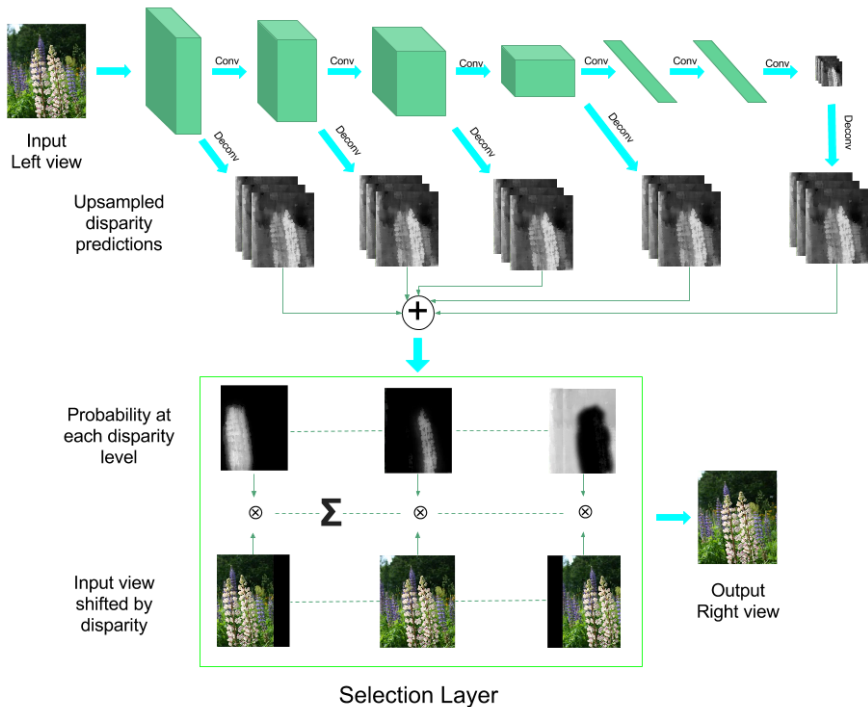 Input
Left view
Conv
Conv
Conv
Conv
Conv
Conv
Deconv
Deconv
Deconv
Deconv
Deconv
Upsampled
disparity
predictions
+
Probability at
each disparity
level
⊗
Σ
⊗
⊗
Input view
shifted by
disparity
Output
Right view
Selection Layer